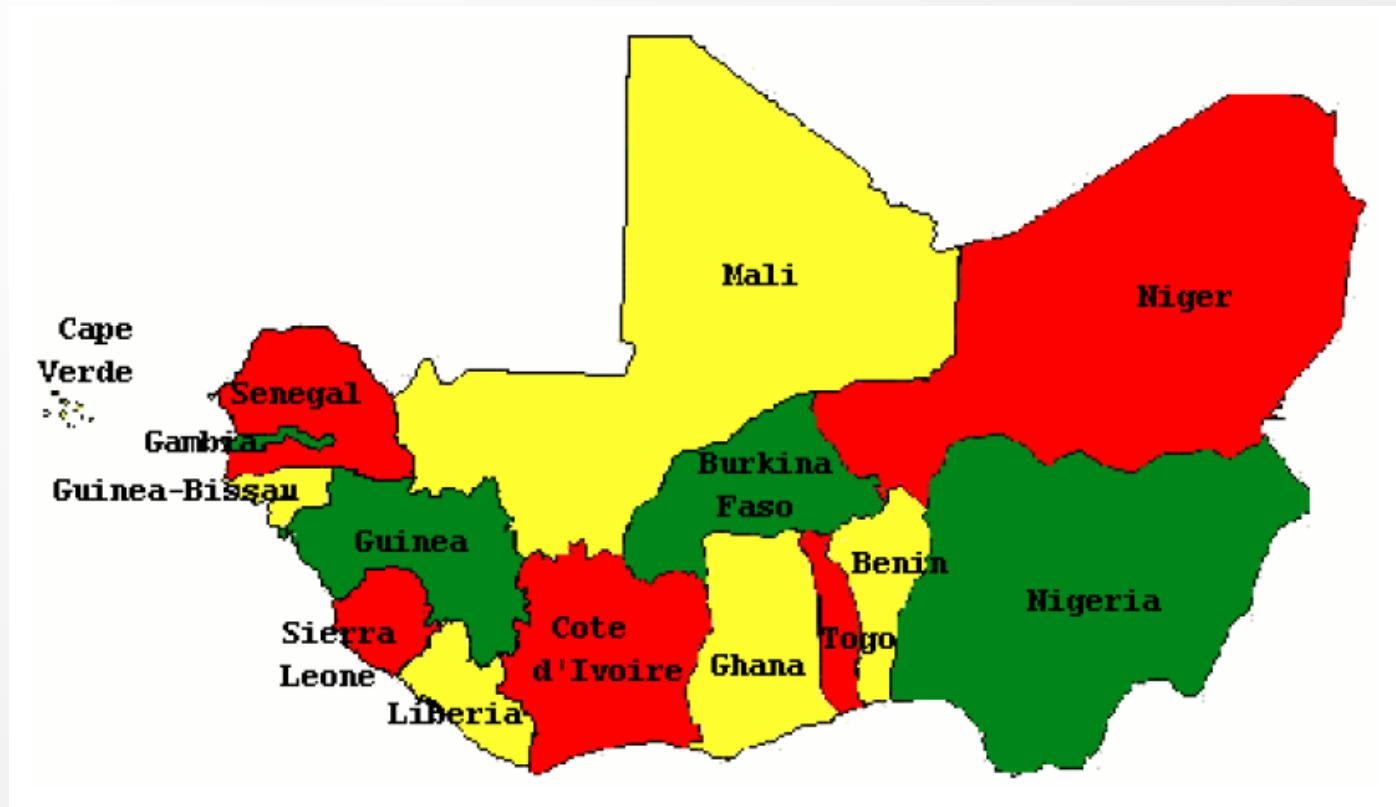 Mali
Niger
Cape
Verde
Senegal
Gambia
Guinea-Bissau
Burkina
Faso
Guinea
Benin
Nigeria
Sierra
Leone
Cote
d'Ivoire
Ghana
Togo
Liberia